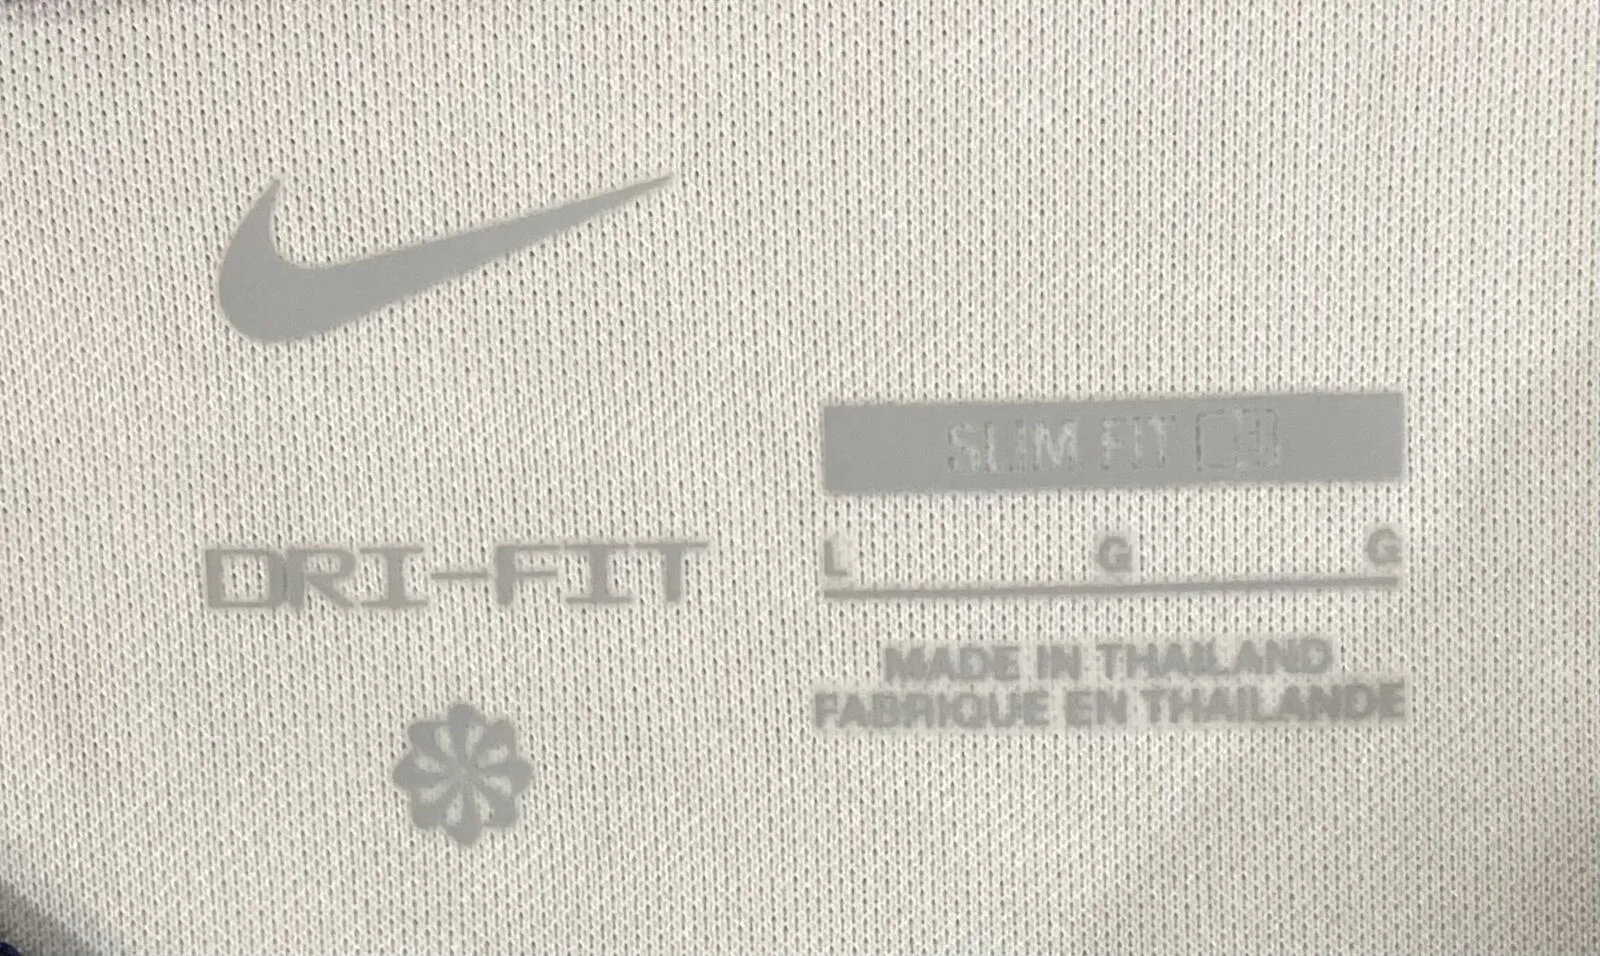 SLIM FIT
DRI-FIT
L G G
MADE IN THAILAND
FABRIQUE EN THAILANDE